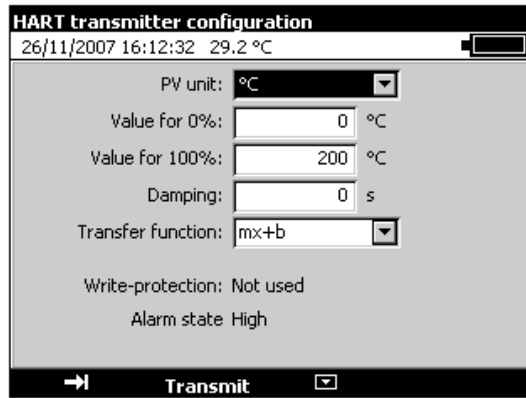 HART transmitter configuration
26/11/2007 16:12:32 29.2 °C
PV unit: °C
Value for 0%: 0 °C
Value for 100%: 200 °C
Damping: 0 s
Transfer function: mx+b
Write-protection: Not used
Alarm state High
Transmit